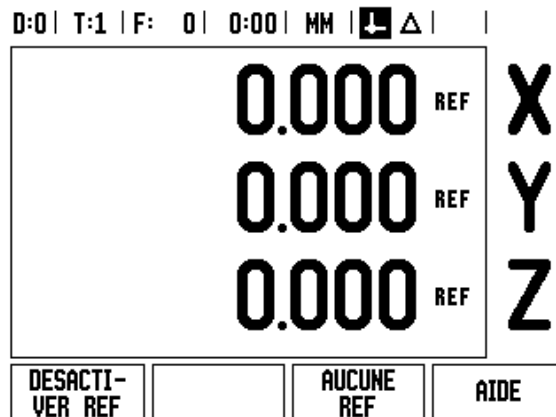 D:0 T:1 F: 0 0:00 MM
0.000 REF X
0.000 REF Y
0.000 REF Z
DESACTI-
VER REF
AUCUNE
REF
AIDE